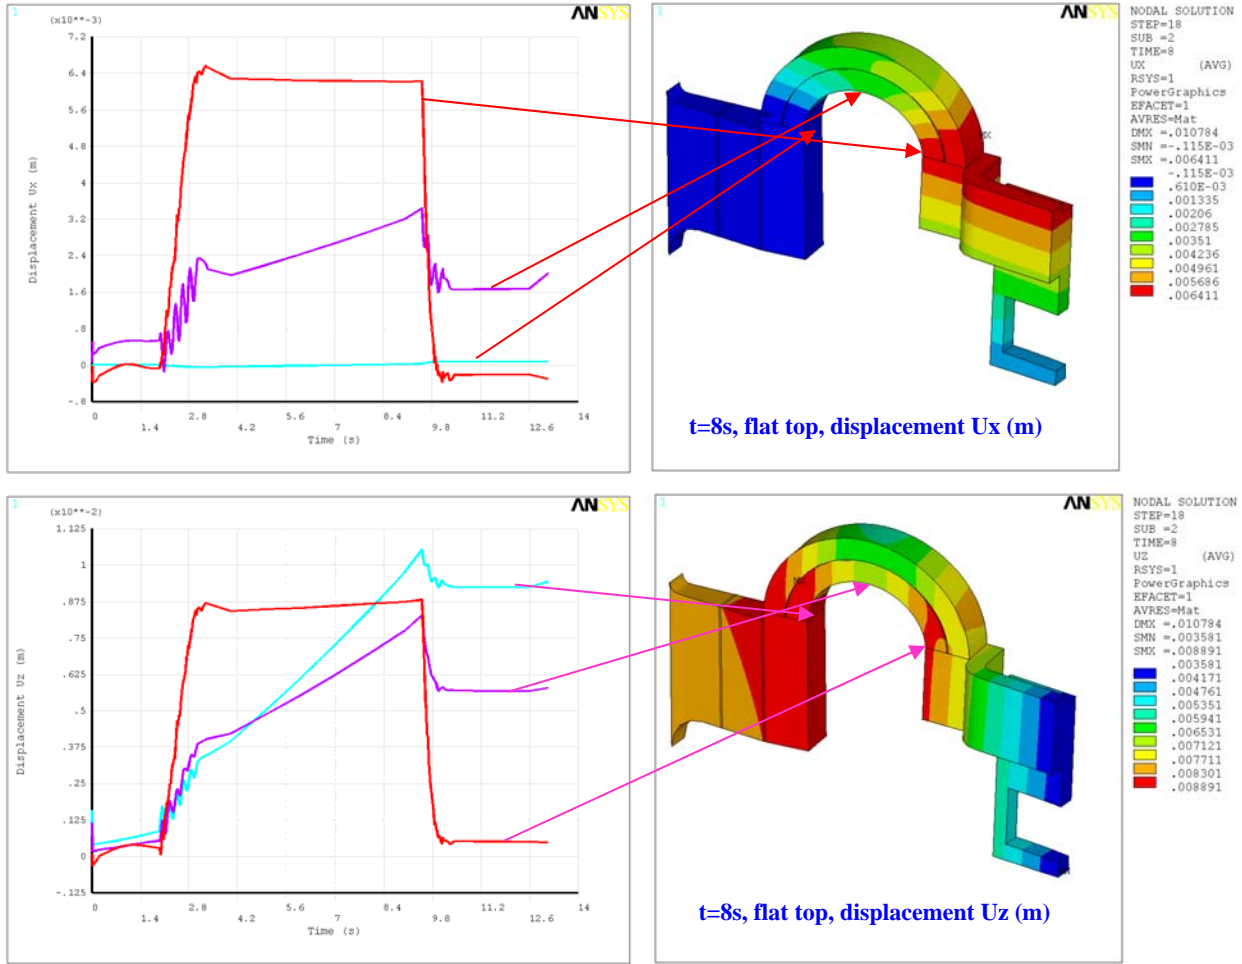 1
(x10**-3)
ANSYS
7.2
6.4
5.6
4.8
4
3.2
2.4
1.6
.8
0
-.8
Displacement Ux (m)
0
2.8
5.6
8.4
11.2
14
1.4
4.2
7
9.8
12.6
Time (s)
1
ANSYS
MX
t=8s, flat top, displacement Ux (m)
NODAL SOLUTION
STEP=18
SUB =2
TIME=8
UX (AVG)
RSYS=1
PowerGraphics
EFACET=1
AVRES=Mat
DMX =.010784
SMN =-.115E-03
SMX =.006411
-.115E-03
.610E-03
.001335
.00206
.002785
.00351
.004236
.004961
.005686
.006411
1
(x10**-2)
ANSYS
1.125
1
.875
.75
.625
.5
.375
.25
.125
0
-.125
Displacement Uz (m)
0
2.8
5.6
8.4
11.2
14
1.4
4.2
7
9.8
12.6
Time (s)
1
ANSYS
t=8s, flat top, displacement Uz (m)
NODAL SOLUTION
STEP=18
SUB =2
TIME=8
UZ (AVG)
RSYS=1
PowerGraphics
EFACET=1
AVRES=Mat
DMX =.010784
SMN =.003581
SMX =.008891
.003581
.004171
.004761
.005351
.005941
.006531
.007121
.007711
.008301
.008891